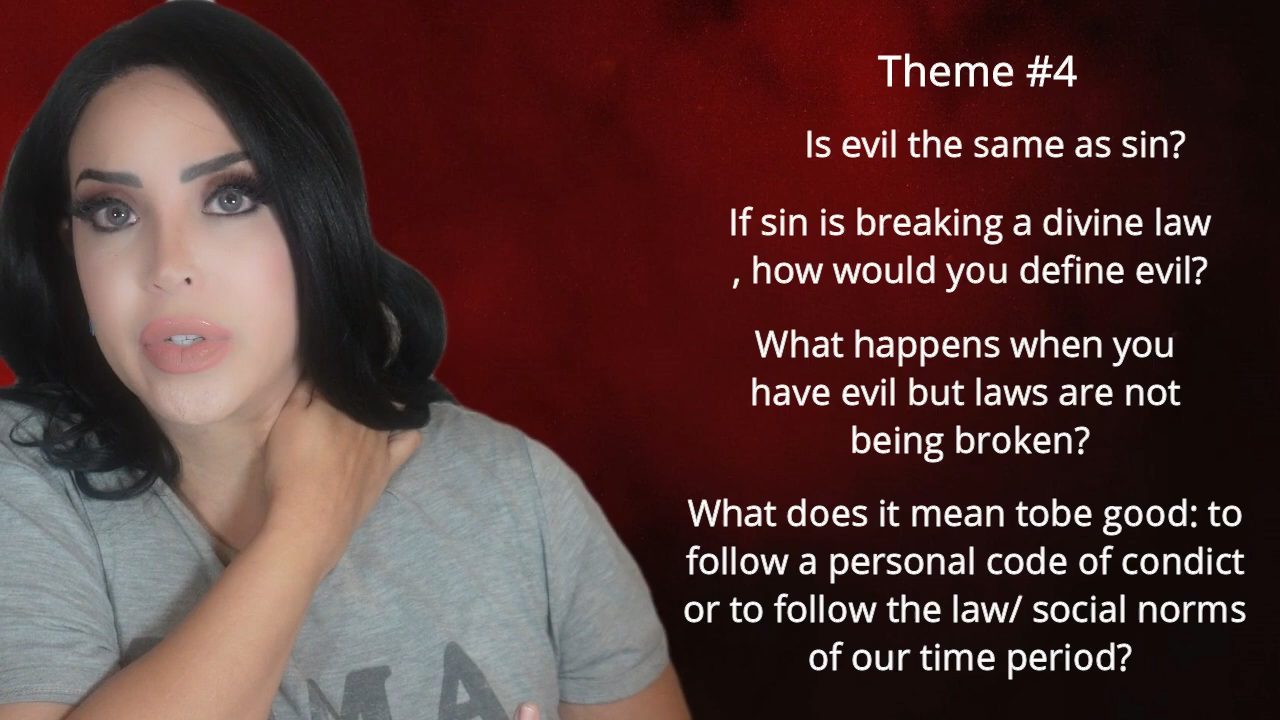 Theme #4
Is evil the same as sin?
If sin is breaking a divine law
, how would you define evil?
What happens when you
have evil but laws are not
being broken?
What does it mean tobe good: to
follow a personal code of condict
or to follow the law/ social norms
of our time period?
MA